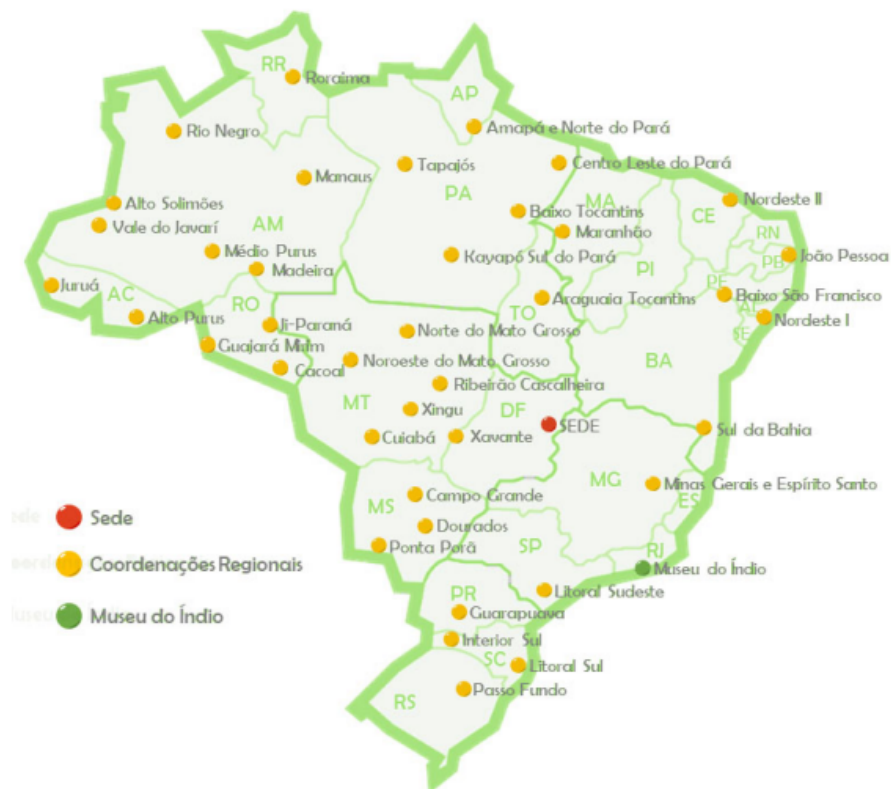 RR
Roraima
AP
Rio Negro
Amapá e Norte do Pará
Manaus
Tapajós
Centro Leste do Pará
PA
MA
Alto Solimões
Nordeste II
Vale do Javarí
AM
Baixo Tocantins
CE
Maranhão
RN
Médio Purus
Kayapó Sul do Pará
João Pessoa
PB
Madeira
PI
Juruá
PE
AC
RO
TO
Araguaia Tocantins
Baixo São Francisco
AL
Alto Purus
Ji-Paraná
Norte do Mato Grosso
Nordeste I
SE
Guajará Mirim
Noroeste do Mato Grosso
BA
Cacoal
Ribeirão Cascalheira
MT
Xingu
DF
SEDE
Cuiabá
Xavante
Sul da Bahia
MG
Minas Gerais e Espírito Santo
MS
Campo Grande
ES
Sede
Dourados
Ponta Porã
SP
RJ
Coordenações Regionais
Museu do Índio
PR
Litoral Sudeste
Museu do Índio
Guarapuava
Interior Sul
SC
Litoral Sul
RS
Passo Fundo